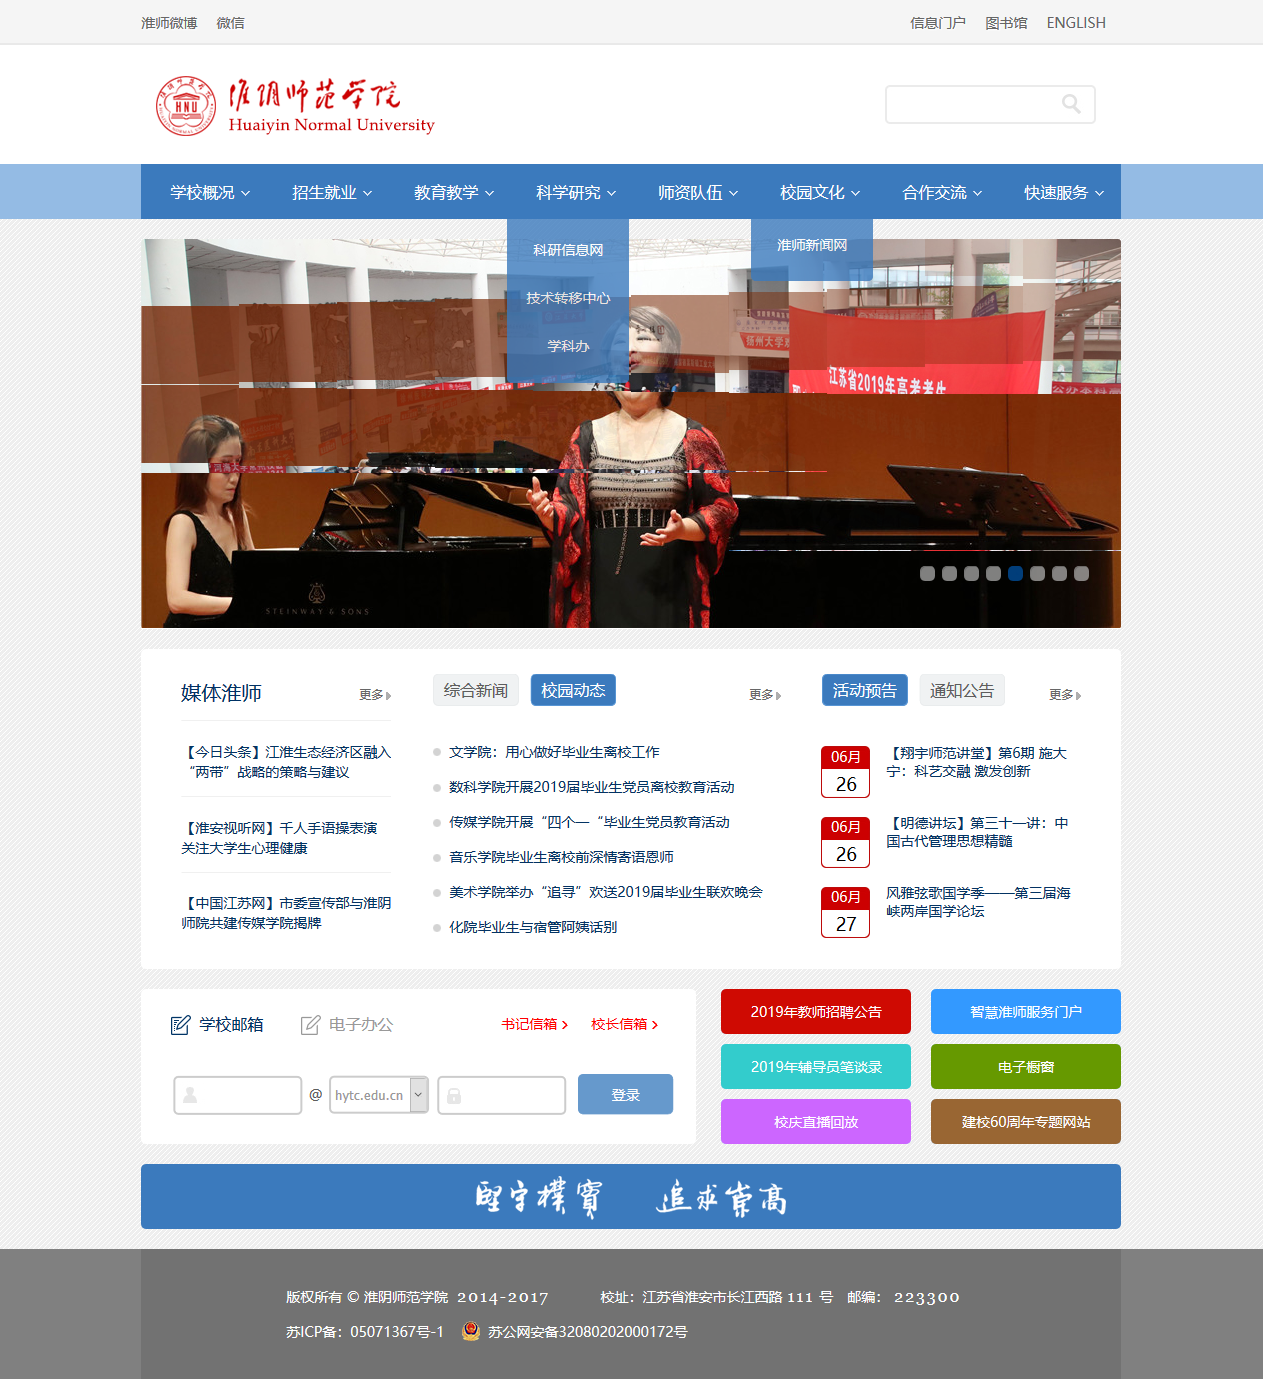 淮师微博 微信 信息门户 图书馆 ENGLISH
淮阴师范学院
HNU
Huaiyin Normal University
学校概况 招生就业 教育教学 科学研究 师资队伍 校园文化 合作交流 快速服务
科研信息网 淮师新闻网
技术转移中心
学科办
扬州大学
江苏省2019年高考考生
STEINWAY & SONS
媒体淮师 更多 综合新闻 校园动态 更多 活动预告 通知公告 更多
【今日头条】江淮生态经济区融入
“两带”战略的策略与建议
【淮安视听网】千人手语操表演
关注大学生心理健康
【中国江苏网】市委宣传部与淮阴
师院共建传媒学院揭牌
文学院：用心做好毕业生离校工作
数科学院开展2019届毕业生党员离校教育活动
传媒学院开展“四个一“毕业生党员教育活动
音乐学院毕业生离校前深情寄语恩师
美术学院举办“追寻”欢送2019届毕业生联欢晚会
化院毕业生与宿管阿姨话别
06月
26
【翔宇师范讲堂】第6期 施大
宁：科艺交融 激发创新
06月
26
【明德讲坛】第三十一讲：中
国古代管理思想精髓
06月
27
风雅弦歌国学季——第三届海
峡两岸国学论坛
学校邮箱 电子办公 书记信箱 校长信箱
@ hytc.edu.cn 登录
2019年教师招聘公告 智慧淮师服务门户
2019年辅导员笔谈录 电子橱窗
校庆直播回放 建校60周年专题网站
坚守朴实 追求崇高
版权所有 © 淮阴师范学院 2014-2017 校址：江苏省淮安市长江西路 111 号 邮编： 223300
苏ICP备：05071367号-1 苏公网安备32080202000172号